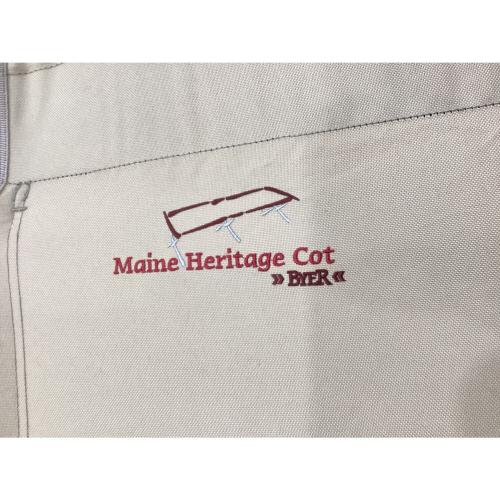 Maine Heritage Cot
» BYER «